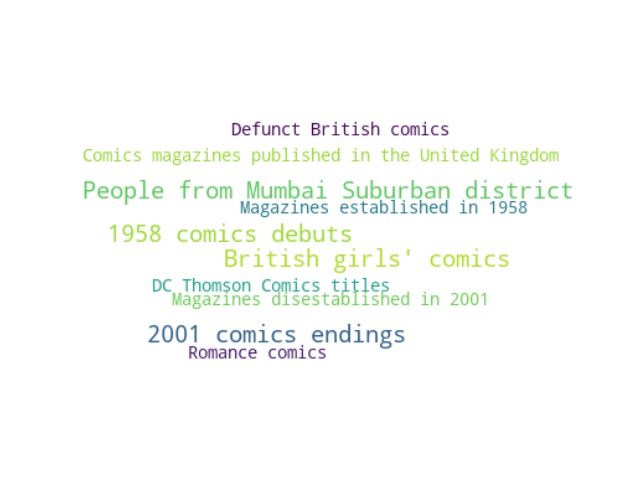 Defunct British comics
Comics magazines published in the United Kingdom
People from Mumbai Suburban district
Magazines established in 1958
1958 comics debuts
British girls' comics
DC Thomson Comics titles
Magazines disestablished in 2001
2001 comics endings
Romance comics